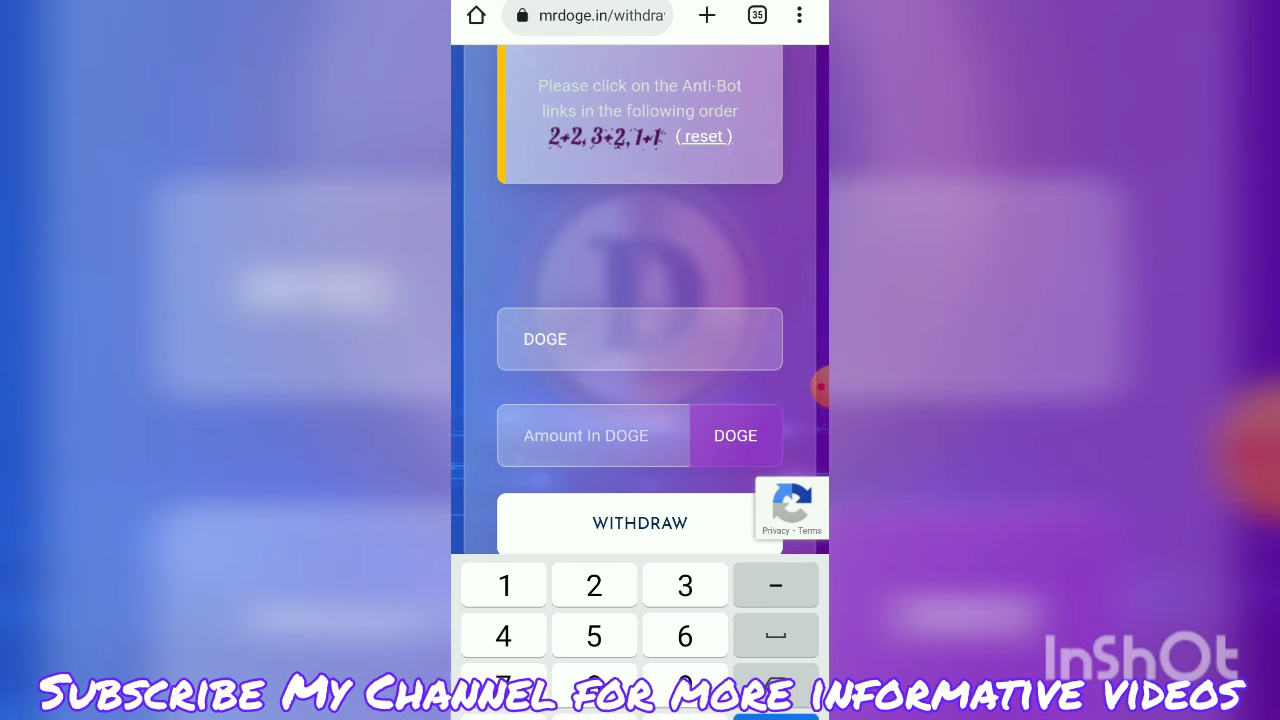 mrdoge.in/withdra
35
Please click on the Anti-Bot
links in the following order
2+2, 3+2, 1+1 ( reset )
DOGE
Amount In DOGE DOGE
WITHDRAW
Privacy - Terms
1 2 3 -
4 5 6
InShOt
Subscribe My Channel for more informative videos